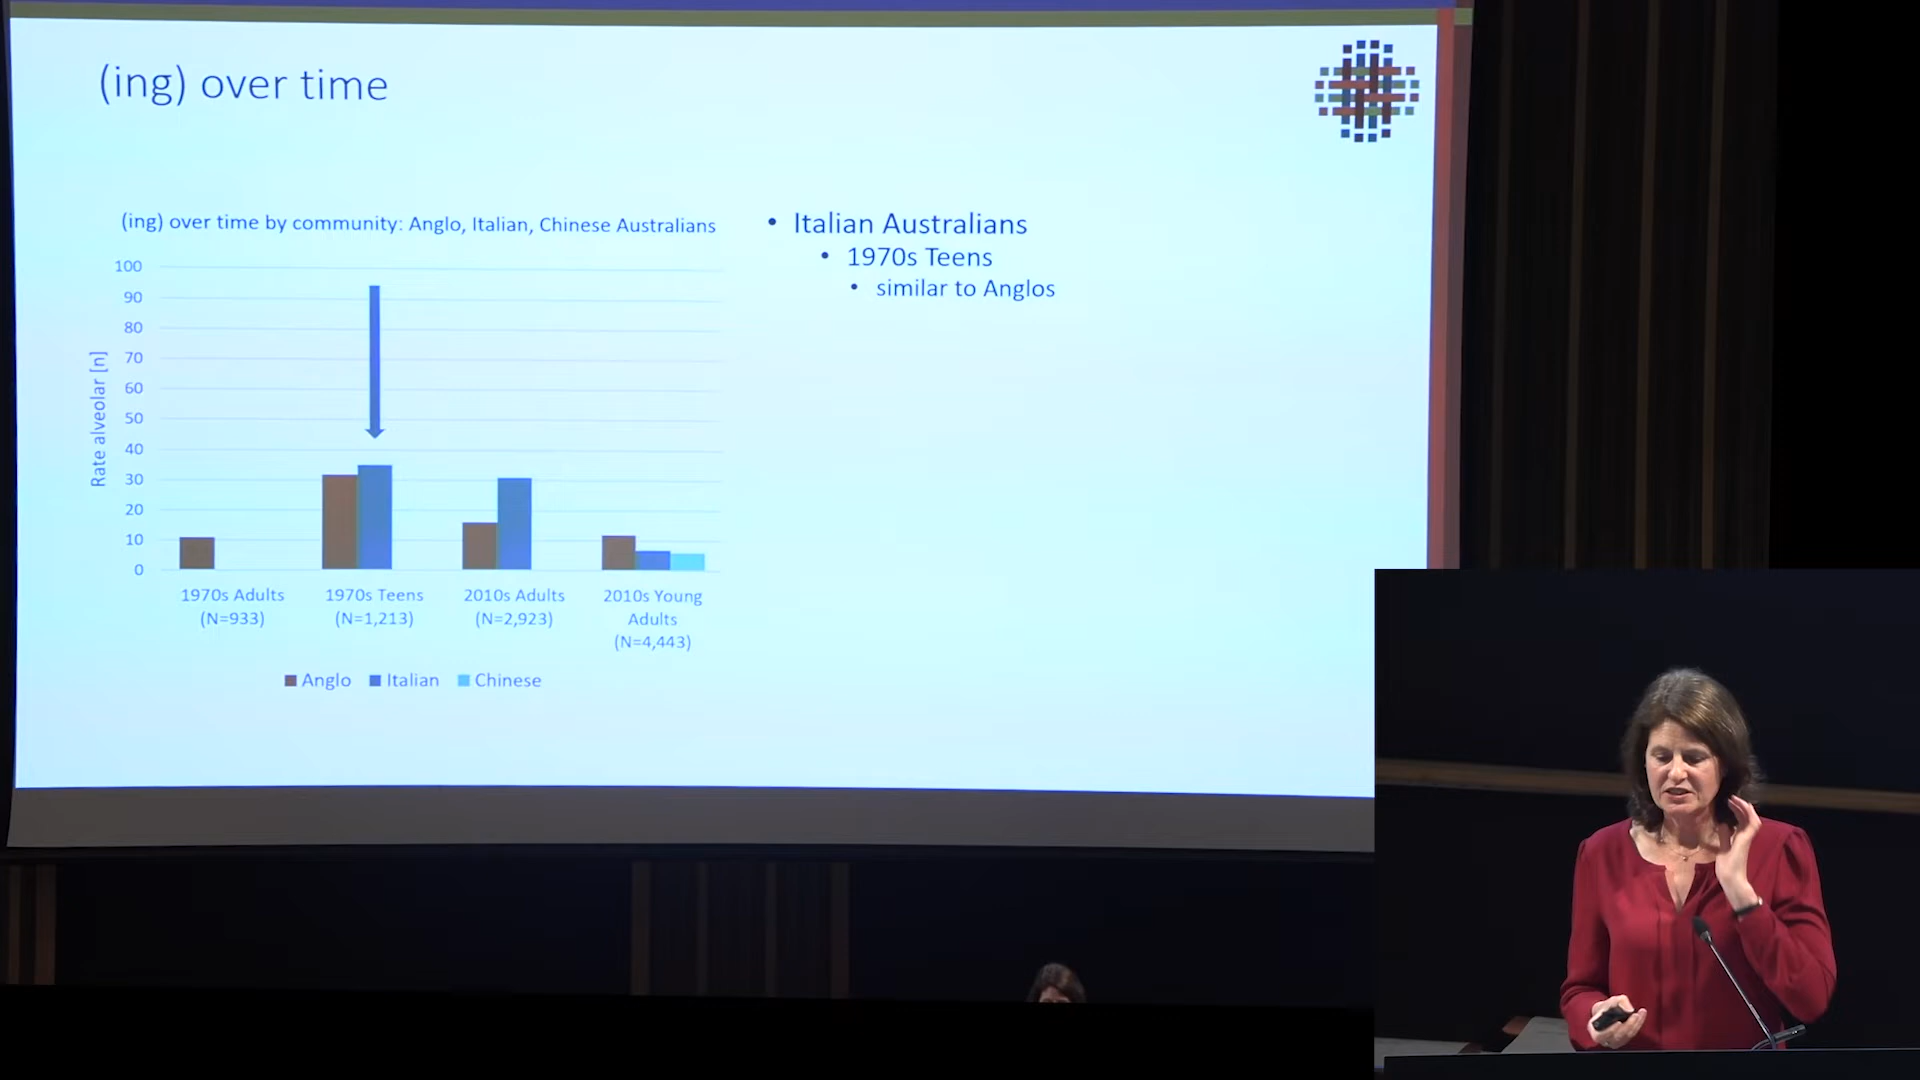 (ing) over time
(ing) over time by community: Anglo, Italian, Chinese Australians
100
90
80
70
60
50
40
30
20
10
0
Rate alveolar [n]
1970s Adults
(N=933)
1970s Teens
(N=1,213)
2010s Adults
(N=2,923)
2010s Young
Adults
(N=4,443)
Anglo Italian Chinese
• Italian Australians
• 1970s Teens
• similar to Anglos